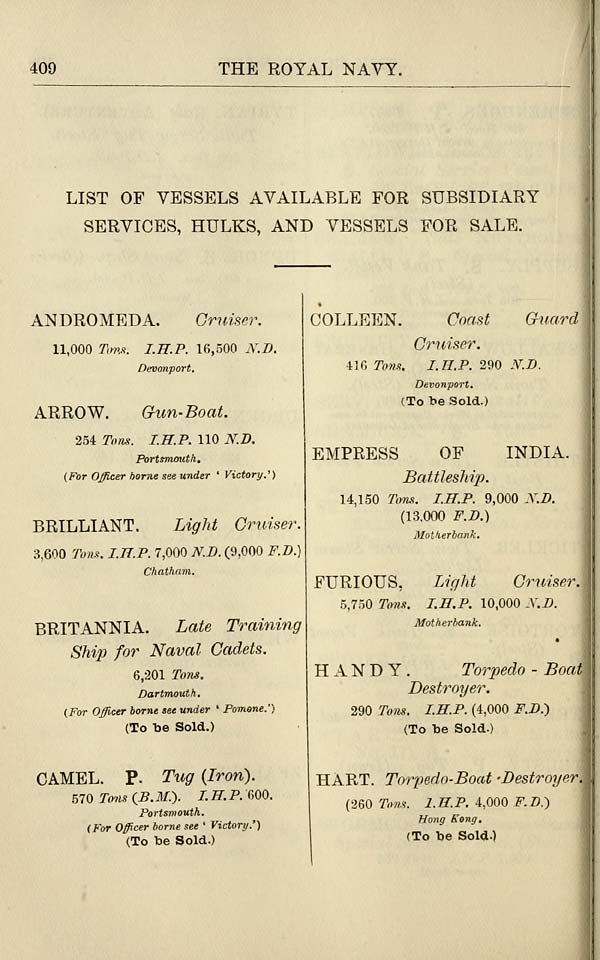 409 THE ROYAL NAVY.
LIST OF VESSELS AVAILABLE FOR SUBSIDIARY
SERVICES, HULKS, AND VESSELS FOR SALE.
ANDROMEDA. Cruiser.
11,000 Tons. I.H.P. 16,500 N.D.
Devonport.
ARROW. Gun-Boat.
254 Tons. I.H.P. 110 N.D.
Portsmouth.
(For Officer borne see under ‘ Victory.’)
BRILLIANT. Light Cruiser.
3,600 Tons. I.H.P. 7,000 N.D. (9,000 F.D.)
Chatham.
BRITANNIA. Late Training
Ship for Naval Cadets.
6,201 Tons.
Dartmouth.
(For Officer borne see under ‘ Pomone.’)
(To be Sold.)
CAMEL. P. Tug (Iron).
570 Tons (B.M.). I.H.P. 600.
Portsmouth.
(For Officer borne see ‘ Victory.’)
(To be Sold.)
COLLEEN. Coast Guard
Cruiser.
416 Tons. I.H.P. 290 N.D.
Devonport.
(To be Sold.)
EMPRESS OF INDIA.
Battleship.
14,150 Tons. I.H.P. 9,000 N.D.
(13,000 F.D.)
Motherbank.
FURIOUS, Light Cruiser.
5,750 Tons. I.H.P. 10,000 N.D.
Motherbank.
HANDY. Torpedo - Boat
Destroyer.
290 Tons. I.H.P. (4,000 F.D.)
(To be Sold.)
HART. Torpedo-Boat Destroyer.
(260 Tons. I.H.P. 4,000 F.D.)
Hong Kong.
(To be Sold.)